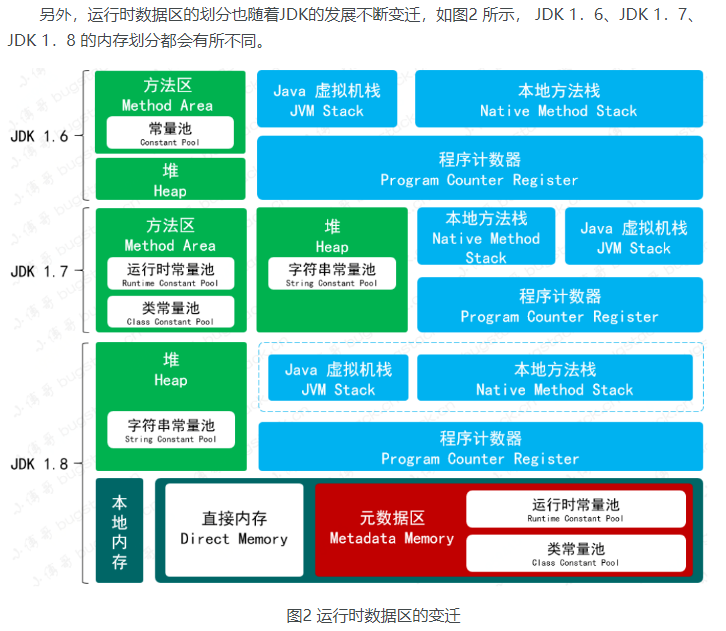 另外，运行时数据区的划分也随着JDK的发展不断变迁，如图2 所示， JDK 1．6、JDK 1．7、
JDK 1．8 的内存划分都会有所不同。
JDK 1.6
方法区
Method Area
常量池
Constant Pool
Java 虚拟机栈
JVM Stack
本地方法栈
Native Method Stack
堆
Heap
程序计数器
Program Counter Register
JDK 1.7
方法区
Method Area
运行时常量池
Runtime Constant Pool
类常量池
Class Constant Pool
堆
Heap
字符串常量池
String Constant Pool
本地方法栈
Native Method
Stack
Java 虚拟机栈
JVM Stack
程序计数器
Program Counter Register
JDK 1.8
堆
Heap
字符串常量池
String Constant Pool
Java 虚拟机栈
JVM Stack
本地方法栈
Native Method Stack
程序计数器
Program Counter Register
本
地
内
存
直接内存
Direct Memory
元数据区
Metadata Memory
运行时常量池
Runtime Constant Pool
类常量池
Class Constant Pool
图2 运行时数据区的变迁